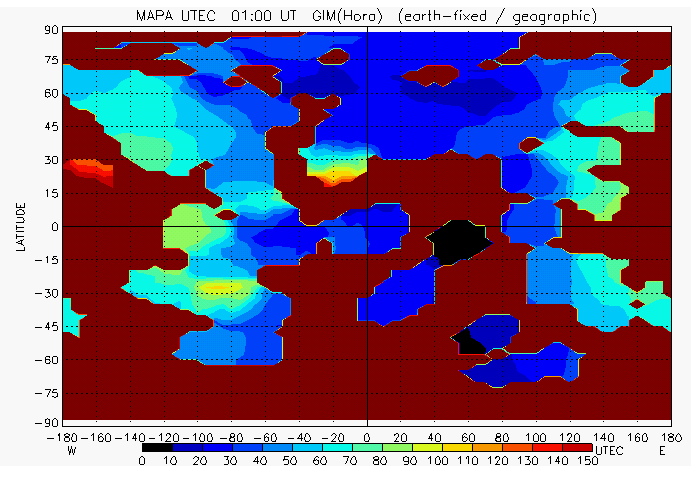 MAPA UTEC 01:00 UT GIM(Hora) (earth-fixed / geographic)
90
75
60
45
30
15
0
-15
-30
-45
-60
-75
-90
LATITUDE
-180 -160 -140 -120 -100 -80 -60 -40 -20 0 20 40 60 80 100 120 140 160 180
W UTEC E
0 10 20 30 40 50 60 70 80 90 100 110 120 130 140 150